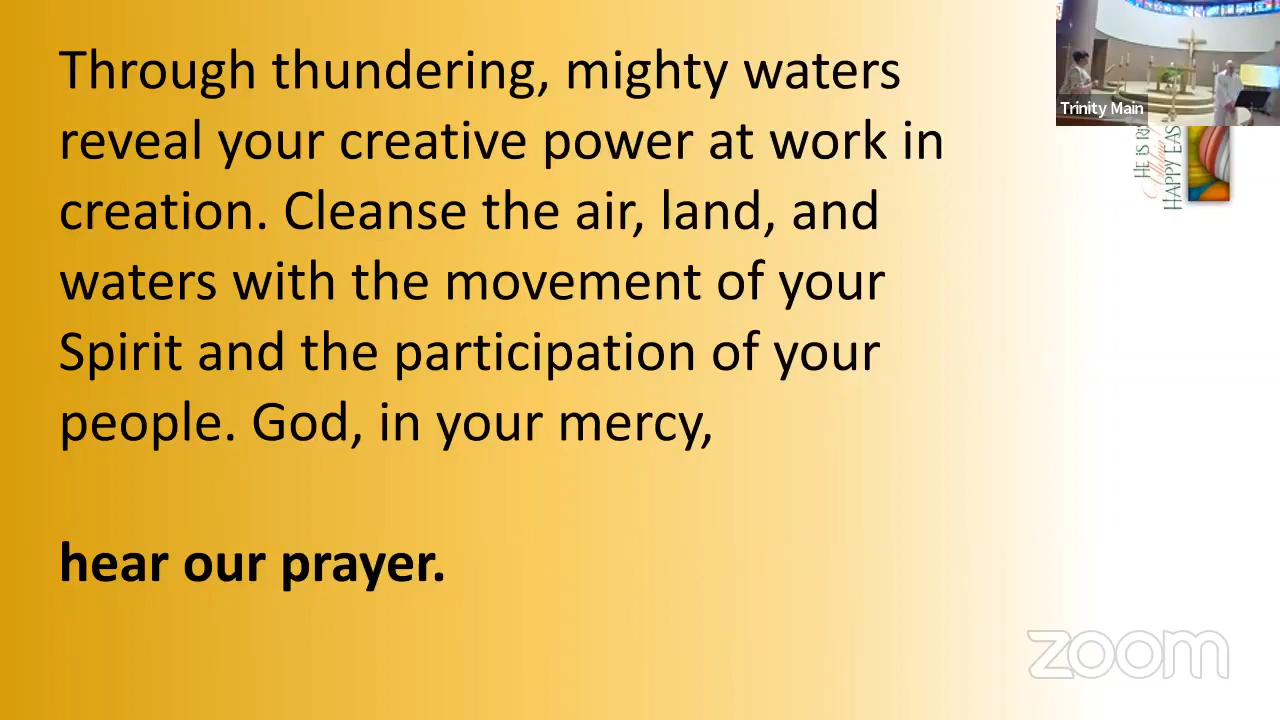 Through thundering, mighty waters
reveal your creative power at work in
creation. Cleanse the air, land, and
waters with the movement of your
Spirit and the participation of your
people. God, in your mercy,
hear our prayer.
Trinity Main
HE IS
HAPPY
zoom